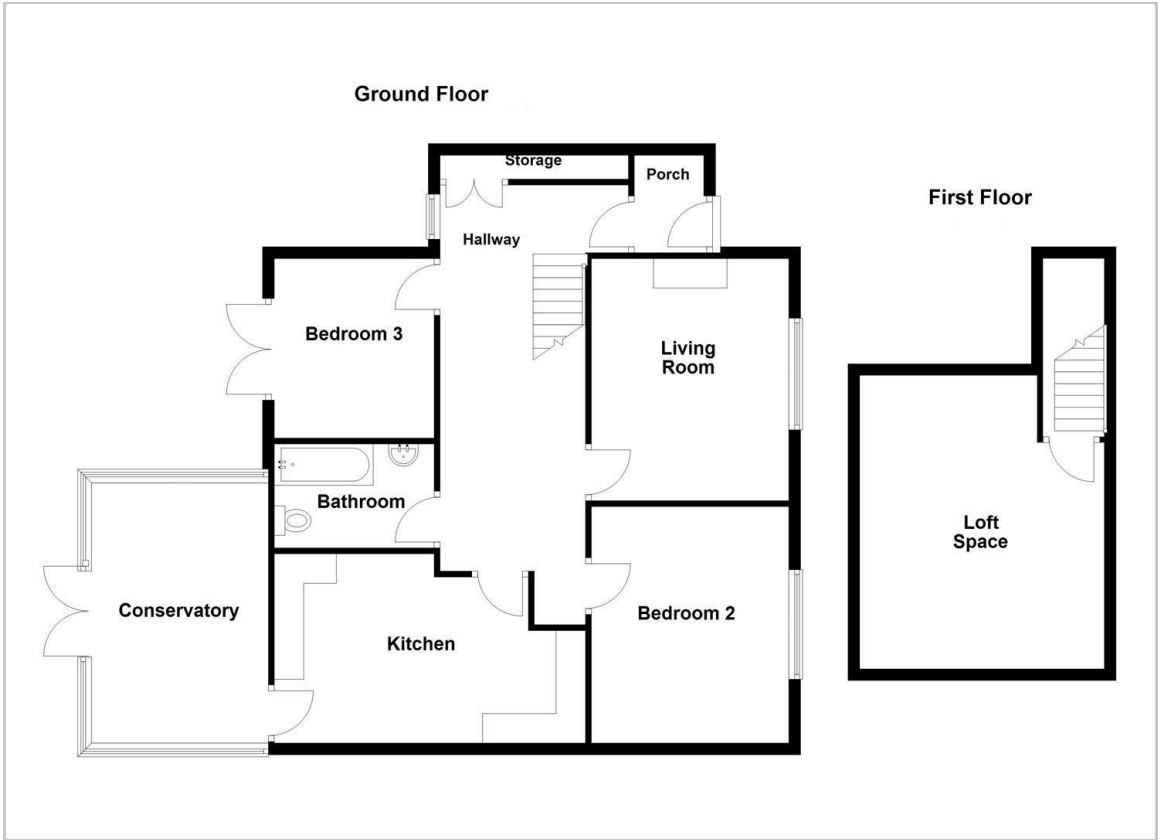 Ground Floor
Storage
Porch
Hallway
Bedroom 3
Living
Room
Bathroom
Conservatory
Kitchen
Bedroom 2
First Floor
Loft
Space